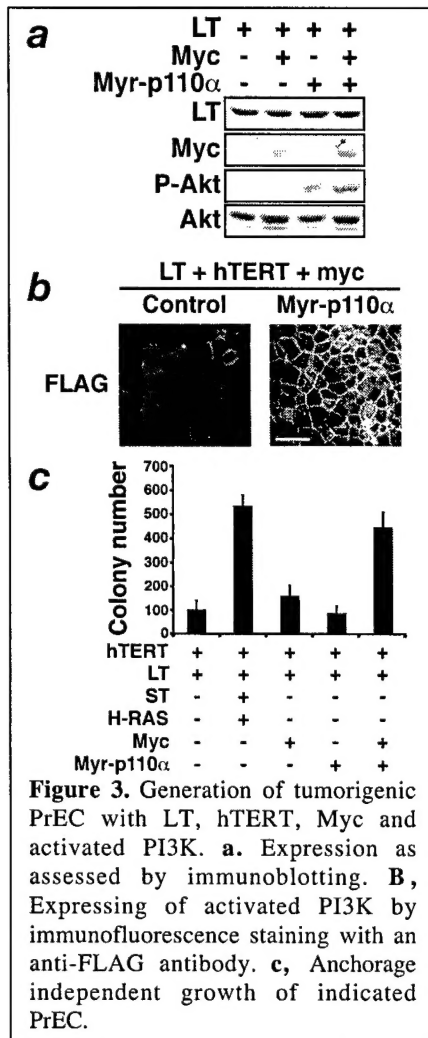 a
LT + + + +
Myc - + - +
Myr-p110α - - + +
LT
Myc
P-Akt
Akt
b
LT + hTERT + myc
Control Myr-p110α
FLAG
c
Colony number
700
600
500
400
300
200
100
0
hTERT + + + + +
LT + + + + +
ST - + - - -
H-RAS - + - - -
Myc - - + - +
Myr-p110α - - - + +
Figure 3. Generation of tumorigenic
PrEC with LT, hTERT, Myc and
activated PI3K. a. Expression as
assessed by immunoblotting. B,
Expressing of activated PI3K by
immunofluorescence staining with an
anti-FLAG antibody. c, Anchorage
independent growth of indicated
PrEC.